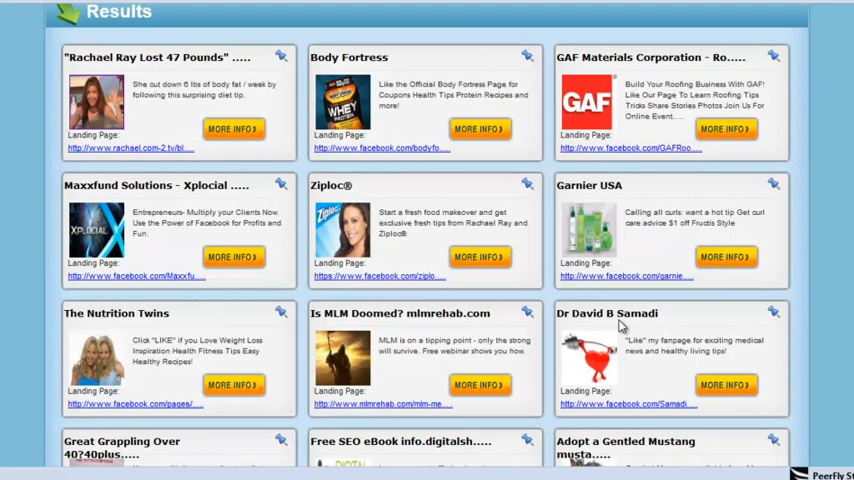 Results
"Rachael Ray Lost 47 Pounds" .....
She cut down 6 lbs of body fat / week by
following this surprising diet tip.
Landing Page:
MORE INFO
http://www.rachael.com-2.tv/bl.....
Body Fortress
WHEY
Like the Official Body Fortress Page for
Coupons Health Tips Protein Recipes and
more!
Landing Page:
MORE INFO
http://www.facebook.com/bodyfo.....
GAF Materials Corporation - Ro.....
GAF
Build Your Roofing Business With GAF!
Like Our Page To Learn Roofing Tips
Tricks Share Stories Photos Join Us For
Online Event.....
Landing Page:
MORE INFO
http://www.facebook.com/GAFRoo.....
Maxxfund Solutions - Xplocial .....
XPLOCIAL
Entrepreneurs- Multiply your Clients Now.
Use the Power of Facebook for Profits and
Fun.
Landing Page:
MORE INFO
http://www.facebook.com/Maxxfu.....
Ziploc®
Ziploc
Start a fresh food makeover and get
exclusive fresh tips from Rachael Ray and
Ziploc®.
Landing Page:
MORE INFO
https://www.facebook.com/ziplo.....
Garnier USA
Calling all curls: want a hot tip Get curl
care advice $1 off Fructis Style
Landing Page:
MORE INFO
http://www.facebook.com/garnie.....
The Nutrition Twins
Click "LIKE" if you Love Weight Loss
Inspiration Health Fitness Tips Easy
Healthy Recipes!
Landing Page:
MORE INFO
http://www.facebook.com/pages/.....
Is MLM Doomed? mlmrehab.com
MLM is on a tipping point - only the strong
will survive. Free webinar shows you how.
Landing Page:
MORE INFO
http://www.mlmrehab.com/mlm-me.....
Dr David B Samadi
"Like" my fanpage for exciting medical
news and healthy living tips!
Landing Page:
MORE INFO
http://www.facebook.com/Samadi.....
Great Grappling Over
40?40plus.....
Free SEO eBook info.digitalsh.....
Adopt a Gentled Mustang
musta.....
PeerFly St